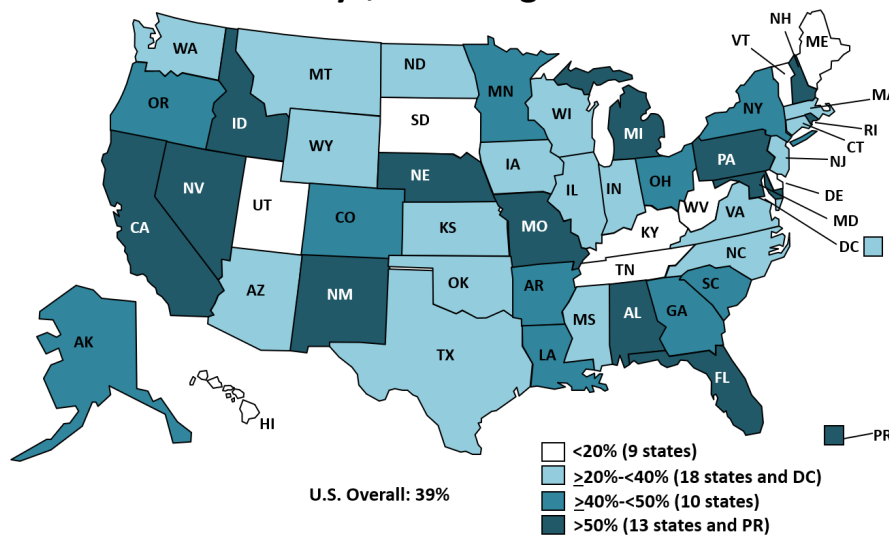 NH
VT
ME
WA
MT
ND
MN
OR
ID
SD
WI
NY
MA
WY
MI
RI
CT
IA
PA
NJ
NV
NE
UT
IL
IN
OH
DE
CO
WV
MD
CA
KS
MO
KY
VA
DC
NC
TN
AZ
NM
OK
AR
SC
MS
AL
GA
AK
TX
LA
FL
HI
PR
<20% (9 states)
≥20%-<40% (18 states and DC)
U.S. Overall: 39%
≥40%-<50% (10 states)
>50% (13 states and PR)